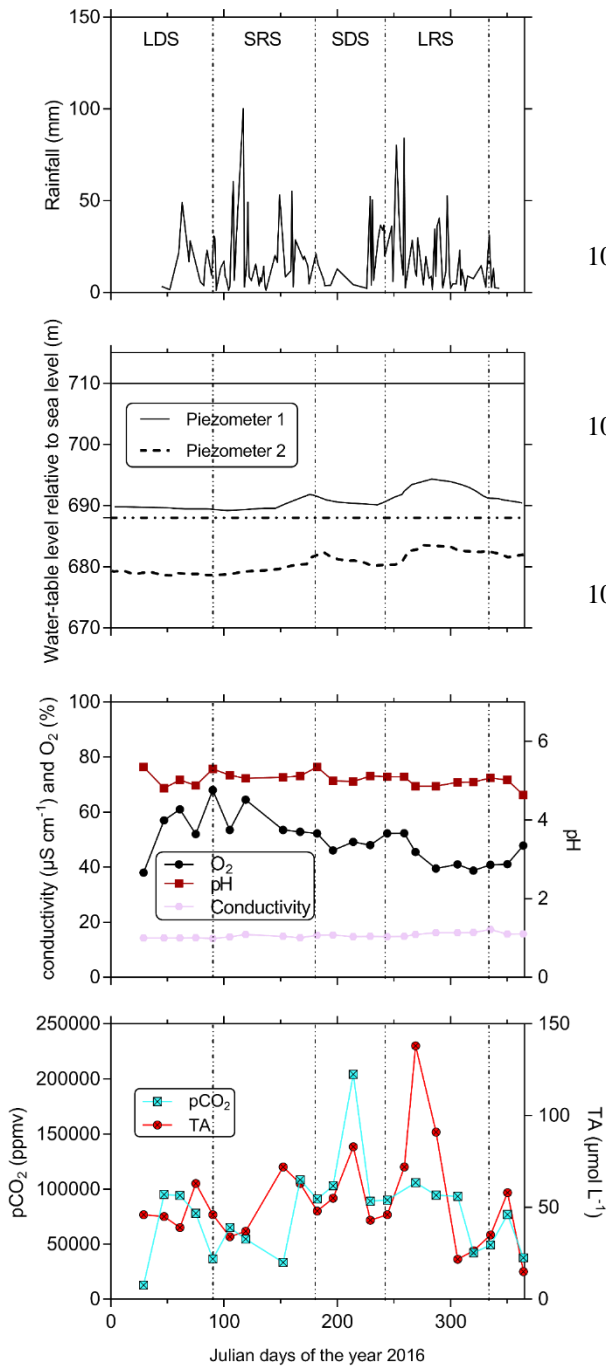 LDS SRS SDS LRS
150
100
50
0
Rainfall (mm)
10
710
700
690
680
670
Water-table level relative to sea level (m)
Piezometer 1
Piezometer 2
10
10
100
80
60
40
20
0
conductivity (µS cm⁻¹) and O₂ (%)
O₂
pH
Conductivity
6
4
2
0
pH
250000
200000
150000
100000
50000
0
pCO₂ (ppmv)
pCO₂
TA
150
100
50
0
TA (µmol L⁻¹)
0 100 200 300
Julian days of the year 2016